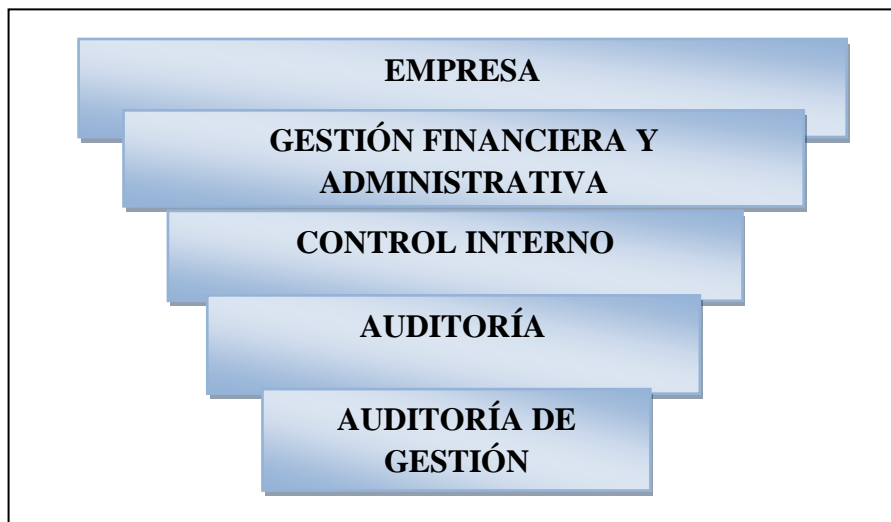 EMPRESA
GESTIÓN FINANCIERA Y
ADMINISTRATIVA
CONTROL INTERNO
AUDITORÍA
AUDITORÍA DE
GESTIÓN